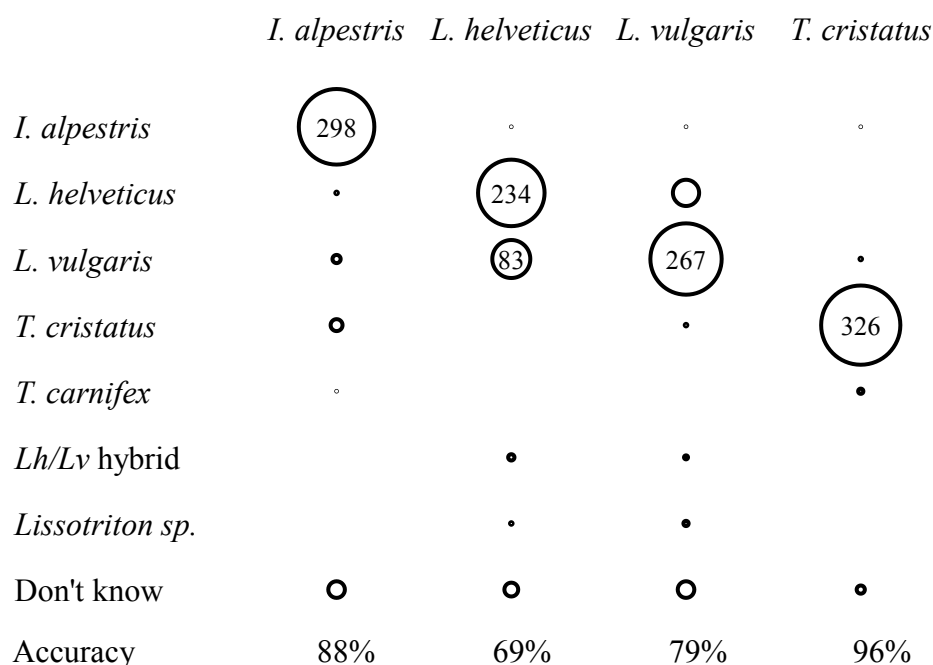 I. alpestris L. helveticus L. vulgaris T. cristatus
I. alpestris 298
L. helveticus 234
L. vulgaris 83 267
T. cristatus 326
T. carnifex
Lh/Lv hybrid
Lissotriton sp.
Don't know
Accuracy 88% 69% 79% 96%